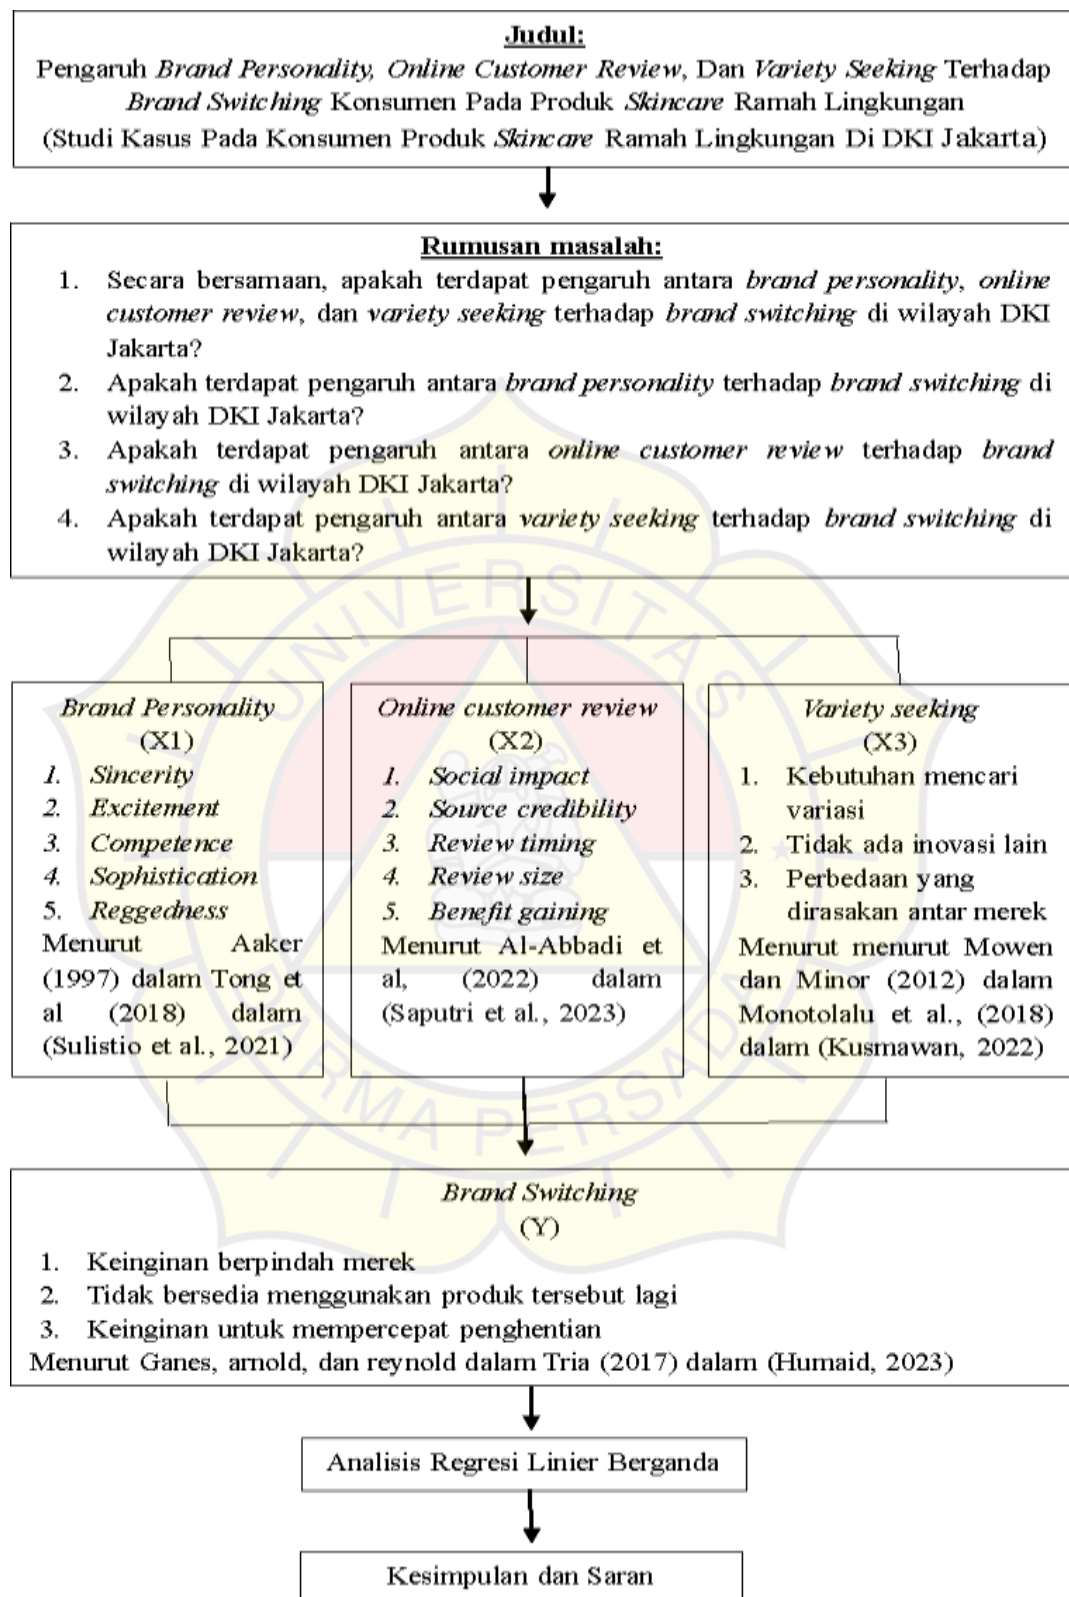 Judul:
Pengaruh Brand Personality, Online Customer Review, Dan Variety Seeking Terhadap
Brand Switching Konsumen Pada Produk Skincare Ramah Lingkungan
(Studi Kasus Pada Konsumen Produk Skincare Ramah Lingkungan Di DKI Jakarta)
Rumusan masalah:
1. Secara bersamaan, apakah terdapat pengaruh antara brand personality, online
customer review, dan variety seeking terhadap brand switching di wilayah DKI
Jakarta?
2. Apakah terdapat pengaruh antara brand personality terhadap brand switching di
wilayah DKI Jakarta?
3. Apakah terdapat pengaruh antara online customer review terhadap brand
switching di wilayah DKI Jakarta?
4. Apakah terdapat pengaruh antara variety seeking terhadap brand switching di
wilayah DKI Jakarta?
Brand Personality
(X1)
1. Sincerity
2. Excitement
3. Competence
4. Sophistication
5. Reggedness
Menurut Aaker
(1997) dalam Tong et
al (2018) dalam
(Sulistio et al., 2021)
Online customer review
(X2)
1. Social impact
2. Source credibility
3. Review timing
4. Review size
5. Benefit gaining
Menurut Al-Abbadi et
al, (2022) dalam
(Saputri et al., 2023)
Variety seeking
(X3)
1. Kebutuhan mencari
variasi
2. Tidak ada inovasi lain
3. Perbedaan yang
dirasakan antar merek
Menurut menurut Mowen
dan Minor (2012) dalam
Monotolalu et al., (2018)
dalam (Kusmawan, 2022)
Brand Switching
(Y)
1. Keinginan berpindah merek
2. Tidak bersedia menggunakan produk tersebut lagi
3. Keinginan untuk mempercepat penghentian
Menurut Ganes, arnold, dan reynold dalam Tria (2017) dalam (Humaid, 2023)
Analisis Regresi Linier Berganda
Kesimpulan dan Saran
UNIVERSITAS
DARMA PERSADA